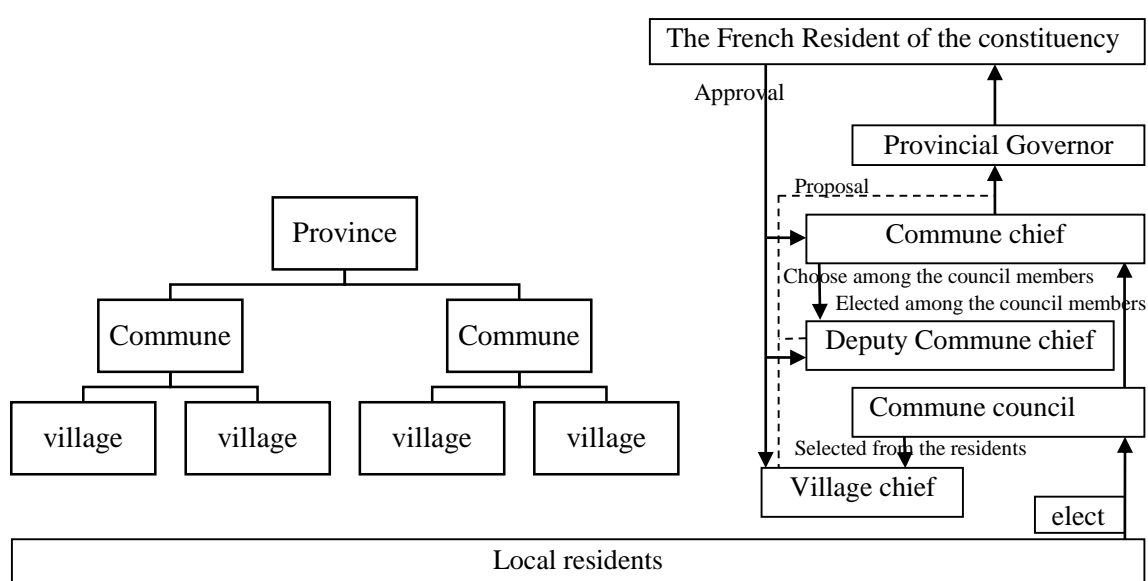 The French Resident of the constituency
Approval
Provincial Governor
Proposal
Province
Commune chief
Choose among the council members
Elected among the council members
Commune
Commune
Deputy Commune chief
Commune council
village
village
village
village
Selected from the residents
Village chief
elect
Local residents